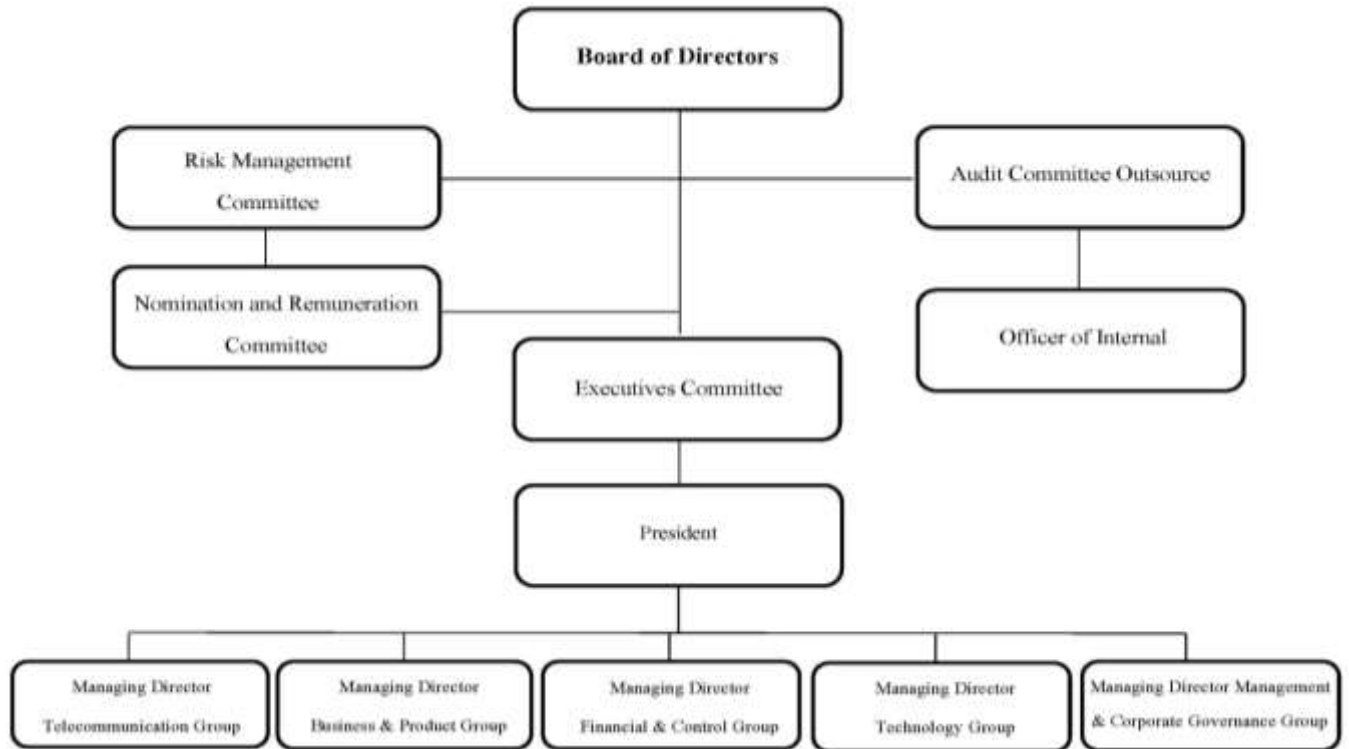 Board of Directors
Risk Management
Committee
Audit Committee Outsource
Nomination and Remuneration
Committee
Officer of Internal
Executives Committee
President
Managing Director
Telecommunication Group
Managing Director
Business & Product Group
Managing Director
Financial & Control Group
Managing Director
Technology Group
Managing Director Management
& Corporate Governance Group